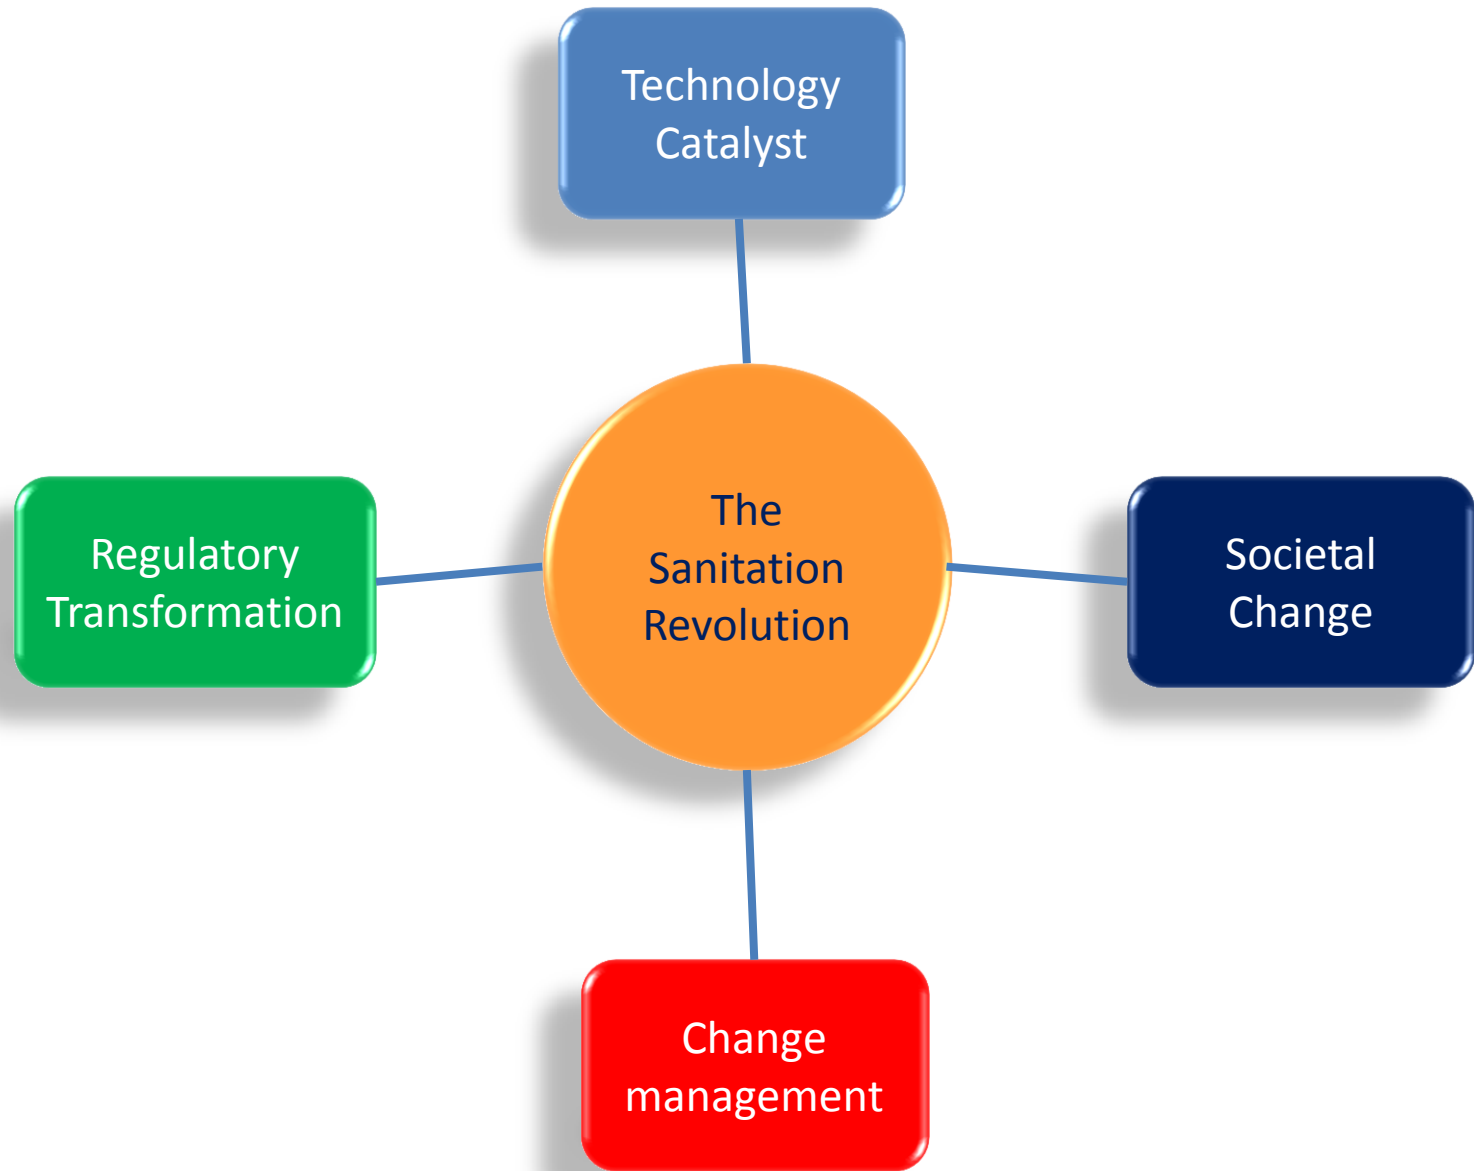 Technology
Catalyst
Regulatory
Transformation
The
Sanitation
Revolution
Societal
Change
Change
management